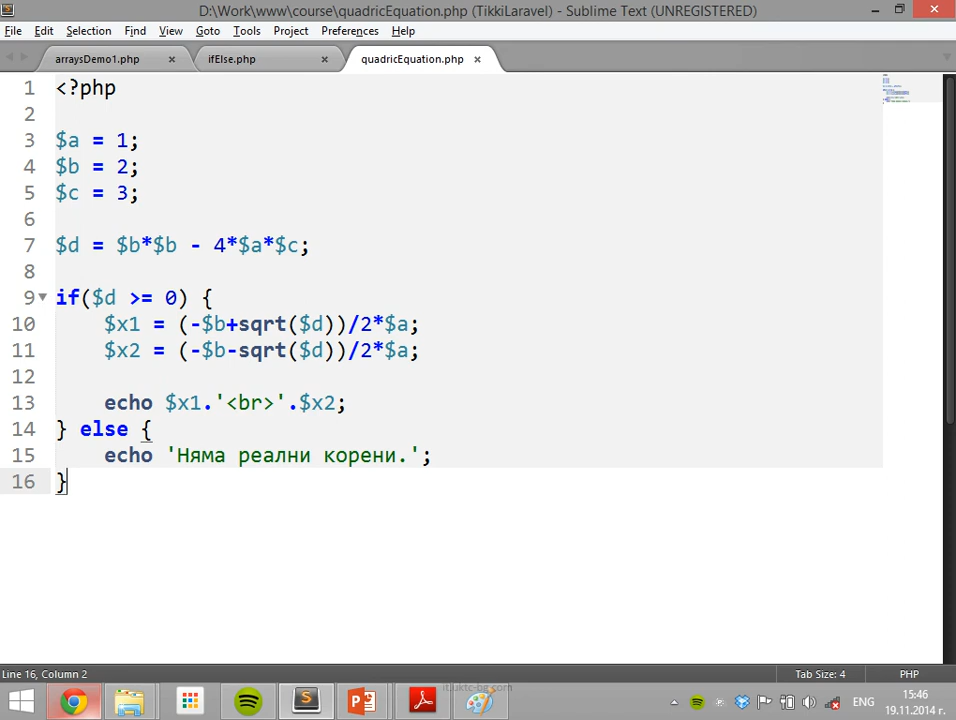 D:\Work\www\course\quadricEquation.php (TikkiLaravel) - Sublime Text (UNREGISTERED)
File Edit Selection Find View Goto Tools Project Preferences Help
arraysDemo1.php ifElse.php quadricEquation.php
1 <?php
2
3 $a = 1;
4 $b = 2;
5 $c = 3;
6
7 $d = $b*$b - 4*$a*$c;
8
9 if($d >= 0) {
10 $x1 = (-$b+sqrt($d))/2*$a;
11 $x2 = (-$b-sqrt($d))/2*$a;
12
13 echo $x1.'<br>'.$x2;
14 } else {
15 echo 'Няма реални корени.';
16 }
Line 16, Column 2 Tab Size: 4 PHP
it.uktc-bg.com
ENG 15:46
19.11.2014 г.